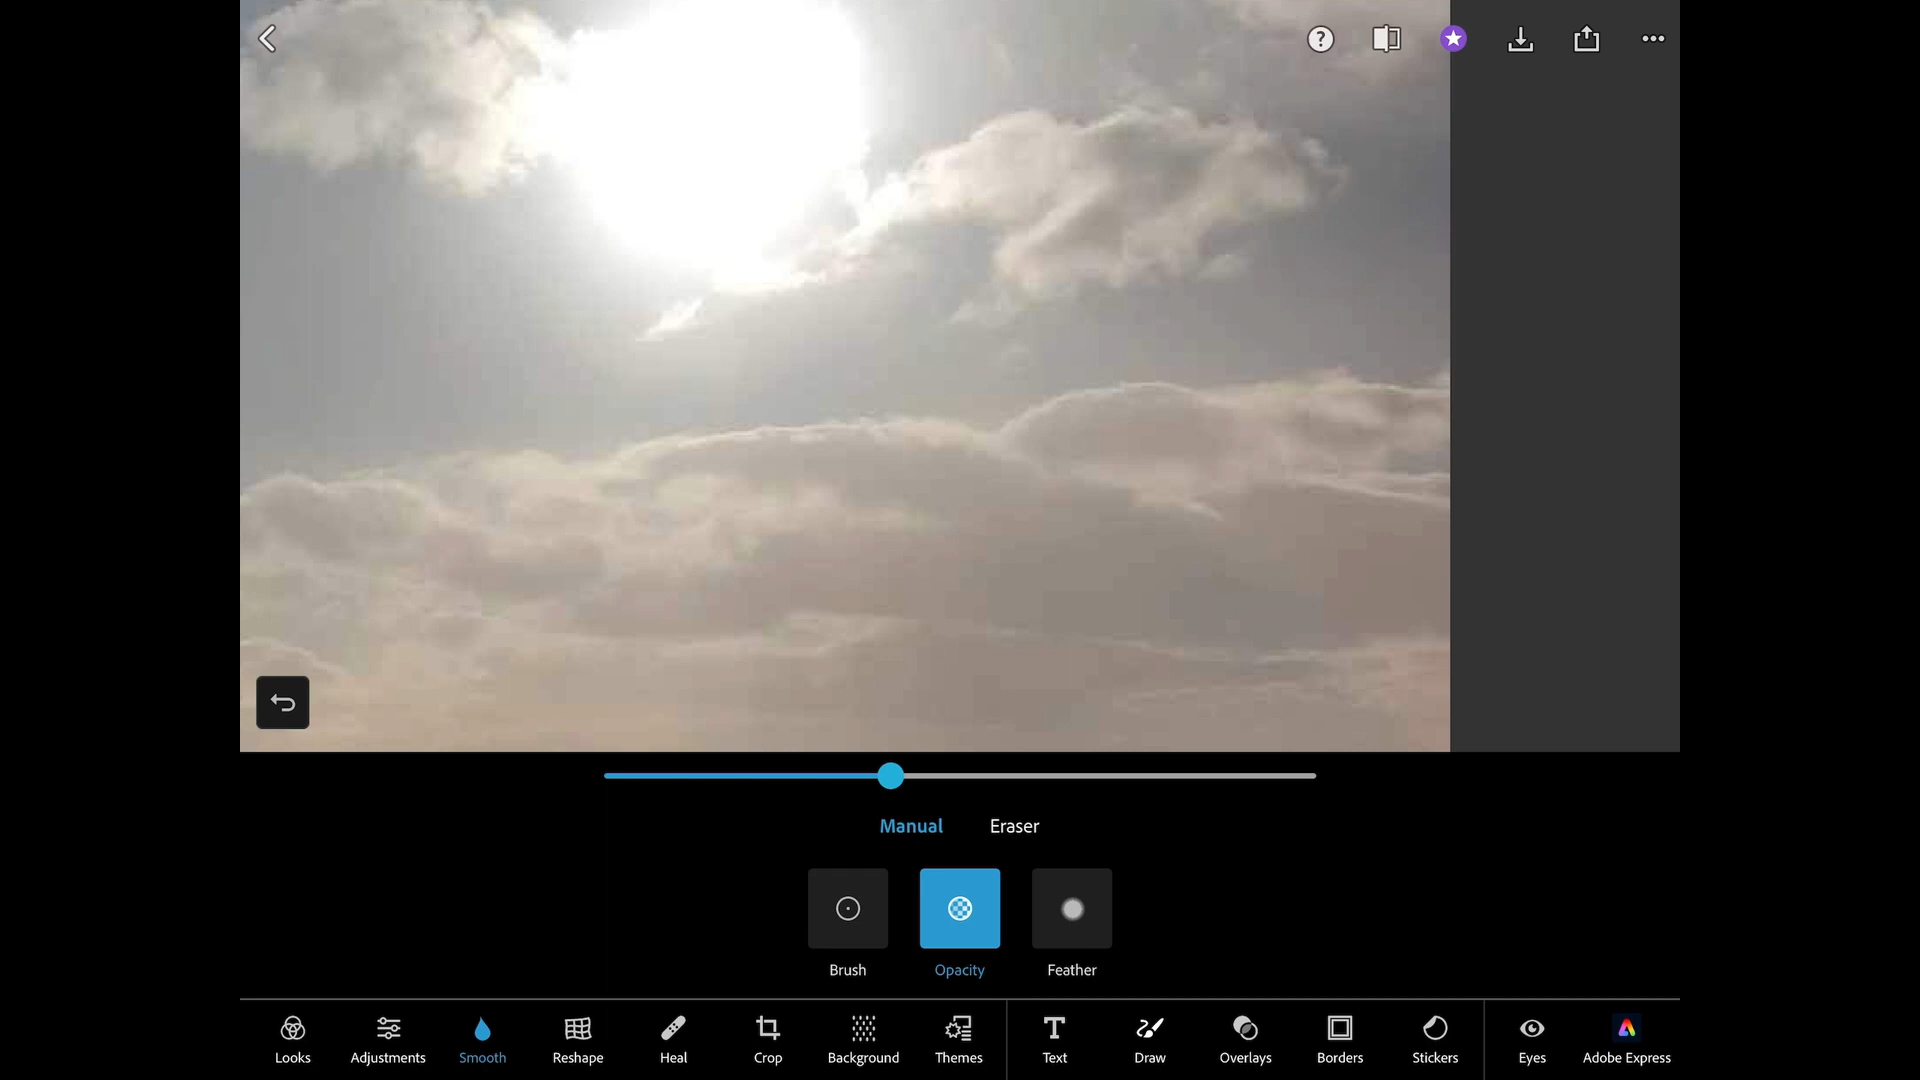 Manual Eraser
Brush Opacity Feather
Looks Adjustments Smooth Reshape Heal Crop Background Themes Text Draw Overlays Borders Stickers Eyes Adobe Express